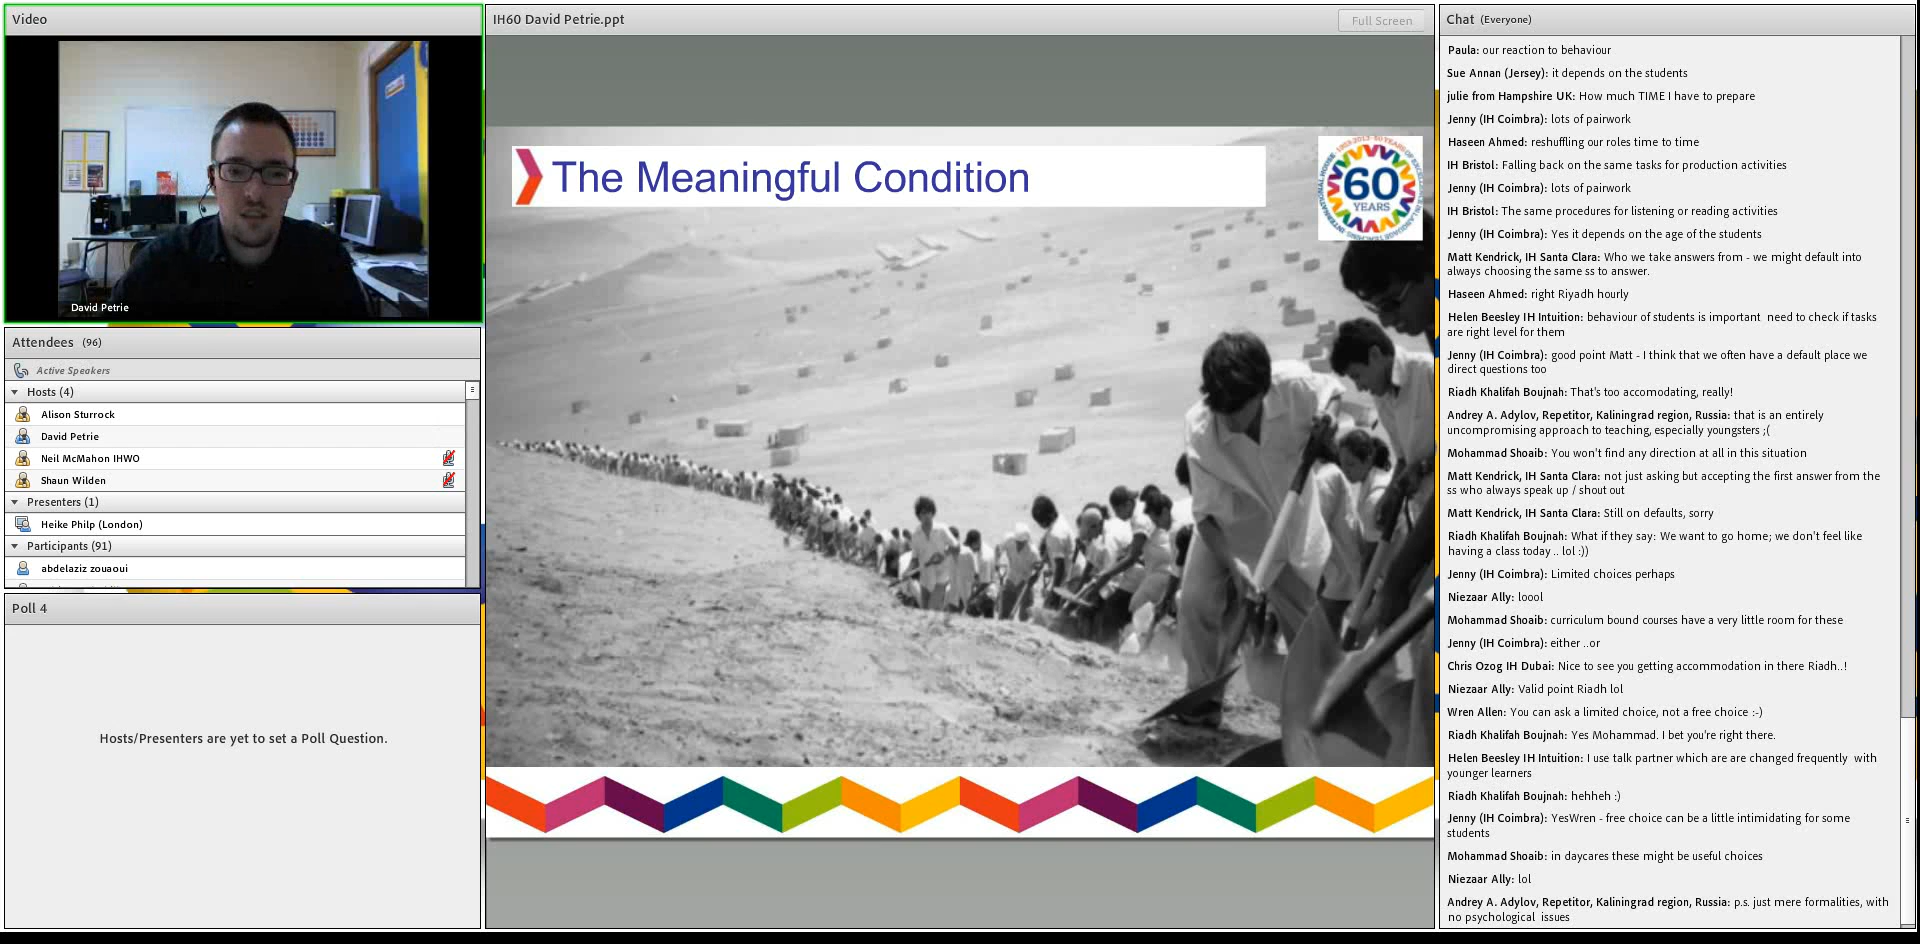 Video
David Petrie
Attendees (96)
Active Speakers
Hosts (4)
Alison Sturrock
David Petrie
Neil McMahon IHWO
Shaun Wilden
Presenters (1)
Heike Philp (London)
Participants (91)
abdelaziz zouaoui
Poll 4
Hosts/Presenters are yet to set a Poll Question.
IH60 David Petrie.ppt
Full Screen
The Meaningful Condition
60
YEARS
Chat (Everyone)
Paula: our reaction to behaviour
Sue Annan (Jersey): it depends on the students
julie from Hampshire UK: How much TIME I have to prepare
Jenny (IH Coimbra): lots of pairwork
Haseen Ahmed: reshuffling our roles time to time
IH Bristol: Falling back on the same tasks for production activities
Jenny (IH Coimbra): lots of pairwork
IH Bristol: The same procedures for listening or reading activities
Jenny (IH Coimbra): Yes it depends on the age of the students
Matt Kendrick, IH Santa Clara: Who we take answers from - we might default into
always choosing the same ss to answer.
Haseen Ahmed: right Riyadh hourly
Helen Beesley IH Intuition: behaviour of students is important need to check if tasks
are right level for them
Jenny (IH Coimbra): good point Matt - I think that we often have a default place we
direct questions too
Riadh Khalifah Boujnah: That's too accomodating, really!
Andrey A. Adylov, Repetitor, Kaliningrad region, Russia: that is an entirely
uncompromising approach to teaching, especially youngsters ;(
Mohammad Shoaib: You won't find any direction at all in this situation
Matt Kendrick, IH Santa Clara: not just asking but accepting the first answer from the
ss who always speak up / shout out
Matt Kendrick, IH Santa Clara: Still on defaults, sorry
Riadh Khalifah Boujnah: What if they say: We want to go home; we don't feel like
having a class today .. lol :))
Jenny (IH Coimbra): Limited choices perhaps
Niezaar Ally: loool
Mohammad Shoaib: curriculum bound courses have a very little room for these
Jenny (IH Coimbra): either ..or
Chris Ozog IH Dubai: Nice to see you getting accommodation in there Riadh..!
Niezaar Ally: Valid point Riadh lol
Wren Allen: You can ask a limited choice, not a free choice :-)
Riadh Khalifah Boujnah: Yes Mohammad. I bet you're right there.
Helen Beesley IH Intuition: I use talk partner which are are changed frequently with
younger learners
Riadh Khalifah Boujnah: hehheh :)
Jenny (IH Coimbra): YesWren - free choice can be a little intimidating for some
students
Mohammad Shoaib: in daycares these might be useful choices
Niezaar Ally: lol
Andrey A. Adylov, Repetitor, Kaliningrad region, Russia: p.s. just mere formalities, with
no psychological issues